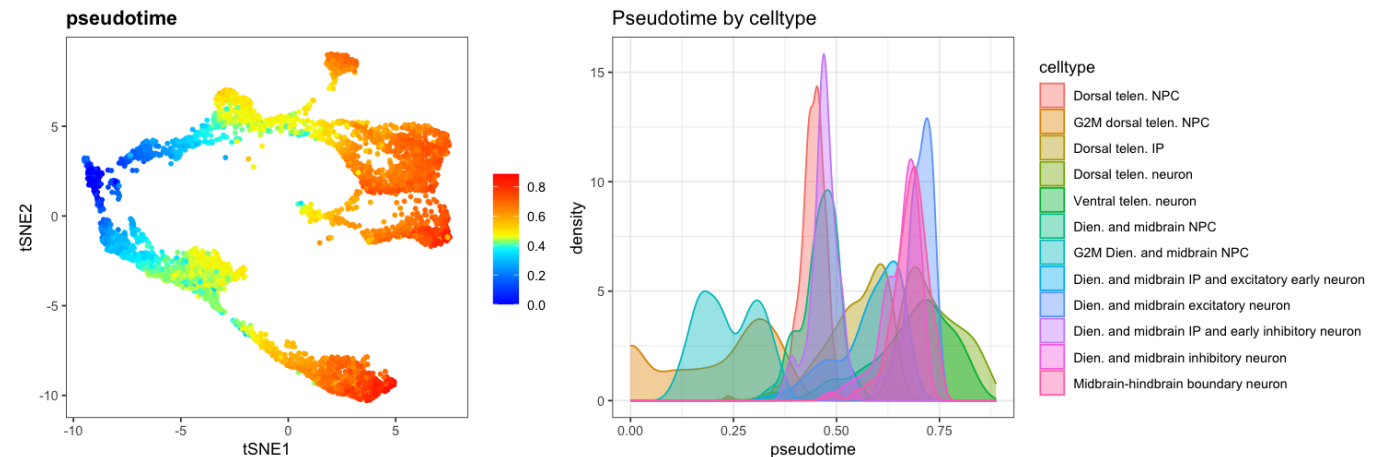 pseudotime
5
0
-5
-10
-10
-5
0
5
tSNE1
tSNE2
0.8
0.6
0.4
0.2
0.0
Pseudotime by celltype
15
10
5
0
0.00
0.25
0.50
0.75
pseudotime
density
celltype
Dorsal telen. NPC
G2M dorsal telen. NPC
Dorsal telen. IP
Dorsal telen. neuron
Ventral telen. neuron
Dien. and midbrain NPC
G2M Dien. and midbrain NPC
Dien. and midbrain IP and excitatory early neuron
Dien. and midbrain excitatory neuron
Dien. and midbrain IP and early inhibitory neuron
Dien. and midbrain inhibitory neuron
Midbrain-hindbrain boundary neuron